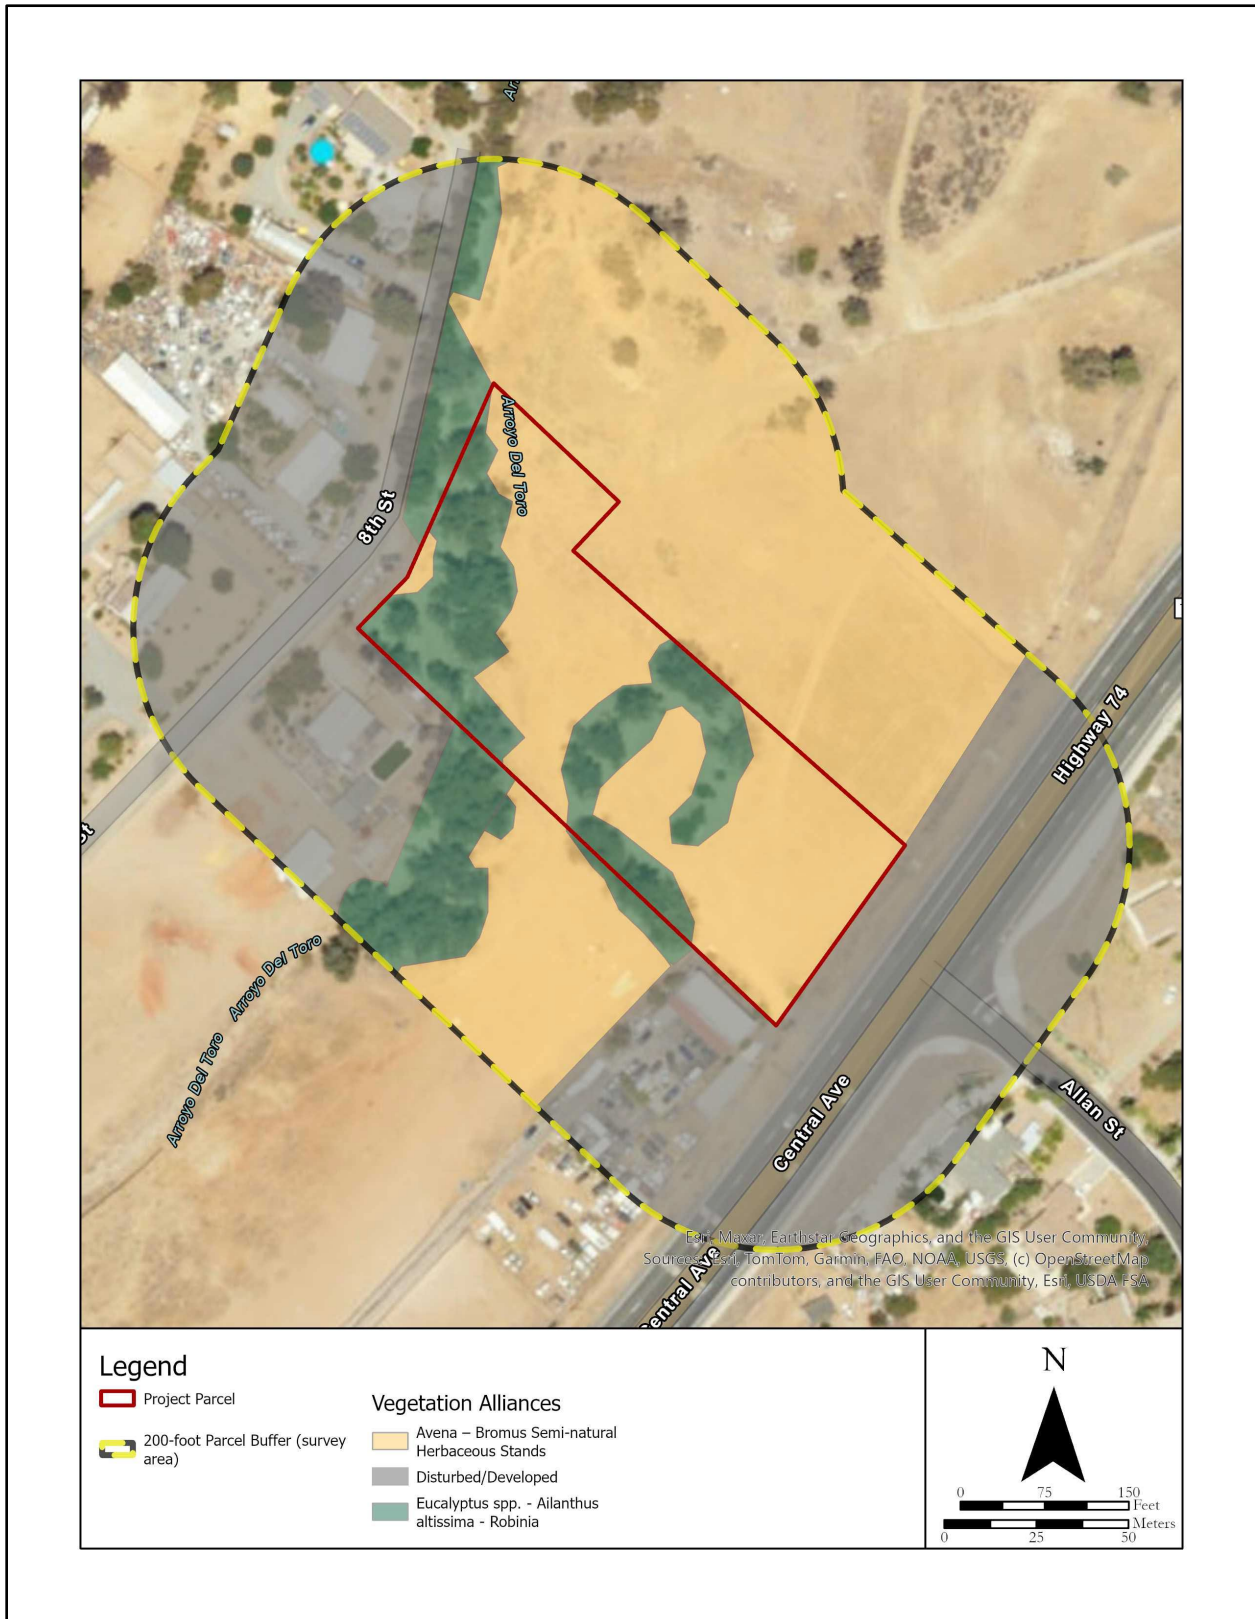 Ar
Arroyo Del Toro
8th St
St
Highway 74
Arroyo Del Toro
Arroyo Del Toro
Central Ave
Allan St
Central Ave
Esri, Maxar, Earthstar Geographics, and the GIS User Community,
Sources: Esri, TomTom, Garmin, FAO, NOAA, USGS, (c) OpenStreetMap
contributors, and the GIS User Community, Esri, USDA FSA
Legend
Project Parcel
200-foot Parcel Buffer (survey
area)
Vegetation Alliances
Avena – Bromus Semi-natural
Herbaceous Stands
Disturbed/Developed
Eucalyptus spp. - Ailanthus
altissima - Robinia
N
0 75 150
Feet
Meters
0 25 50